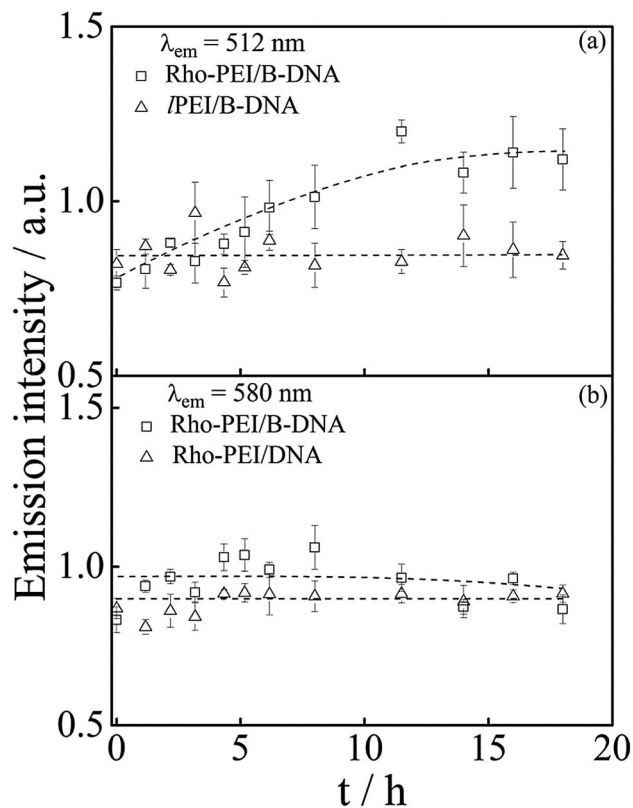 1.5
λem = 512 nm
(a)
Rho-PEI/B-DNA
lPEI/B-DNA
1.0
0.5
λem = 580 nm
(b)
1.5
Rho-PEI/B-DNA
Rho-PEI/DNA
1.0
0.5
0 5 10 15 20
t / h
Emission intensity / a.u.